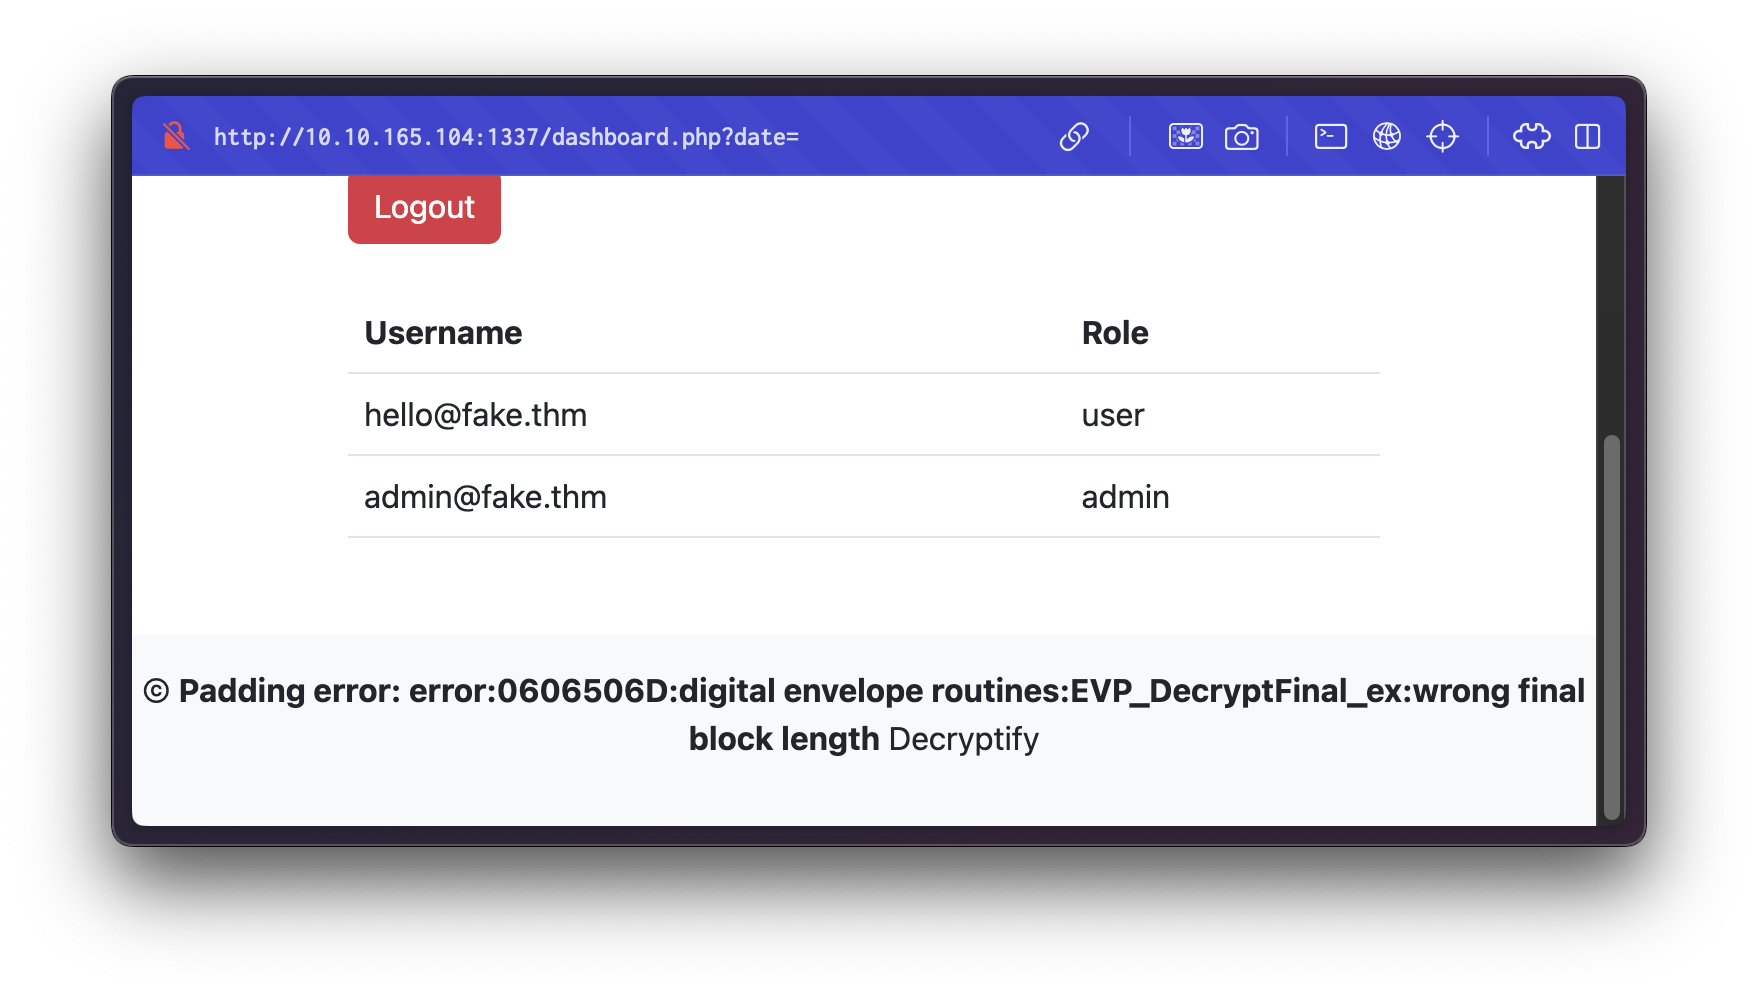 http://10.10.165.104:1337/dashboard.php?date=
Logout
Username Role
hello@fake.thm user
admin@fake.thm admin
© Padding error: error:0606506D:digital envelope routines:EVP_DecryptFinal_ex:wrong final
block length Decryptify